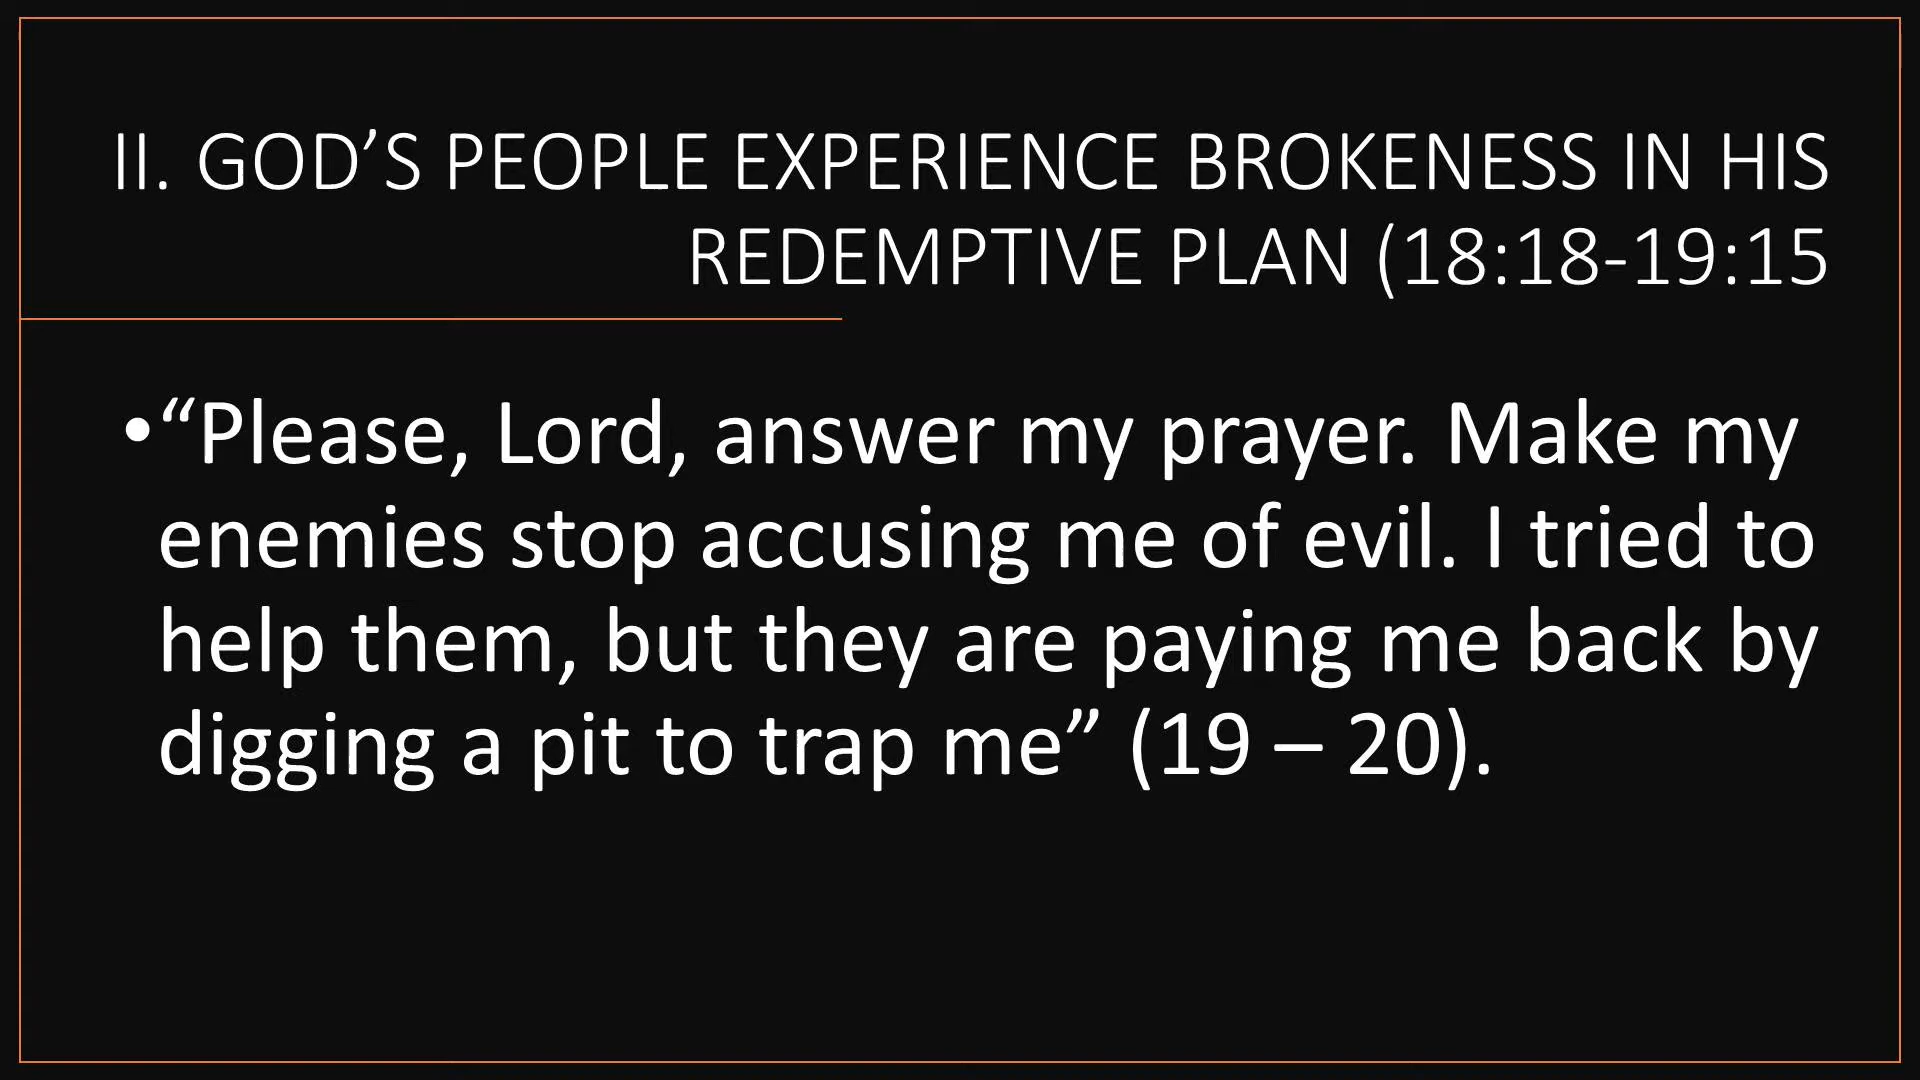 II. GOD’S PEOPLE EXPERIENCE BROKENESS IN HIS
REDEMPTIVE PLAN (18:18-19:15
•“Please, Lord, answer my prayer. Make my
enemies stop accusing me of evil. I tried to
help them, but they are paying me back by
digging a pit to trap me” (19 – 20).